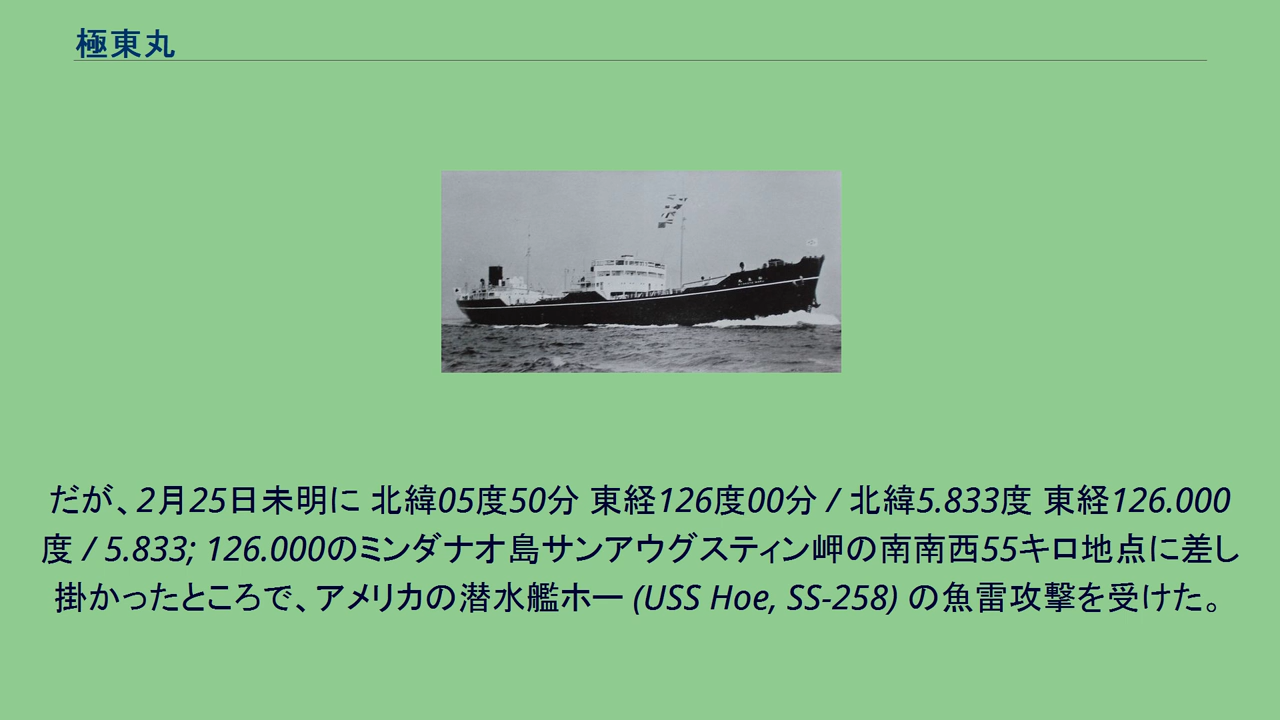 極東丸
だが、2月25日未明に 北緯05度50分 東経126度00分 / 北緯5.833度 東経126.000
度 / 5.833; 126.000のミンダナオ島サンアウグスティン岬の南南西55キロ地点に差し
掛かったところで、アメリカの潜水艦ホー (USS Hoe, SS-258) の魚雷攻撃を受けた。